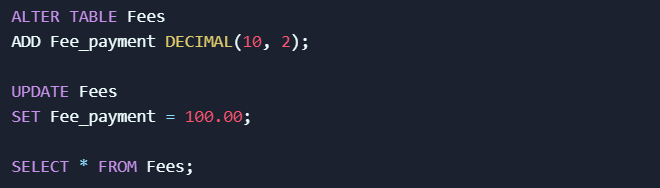 ALTER TABLE Fees
ADD Fee_payment DECIMAL(10, 2);
UPDATE Fees
SET Fee_payment = 100.00;
SELECT * FROM Fees;